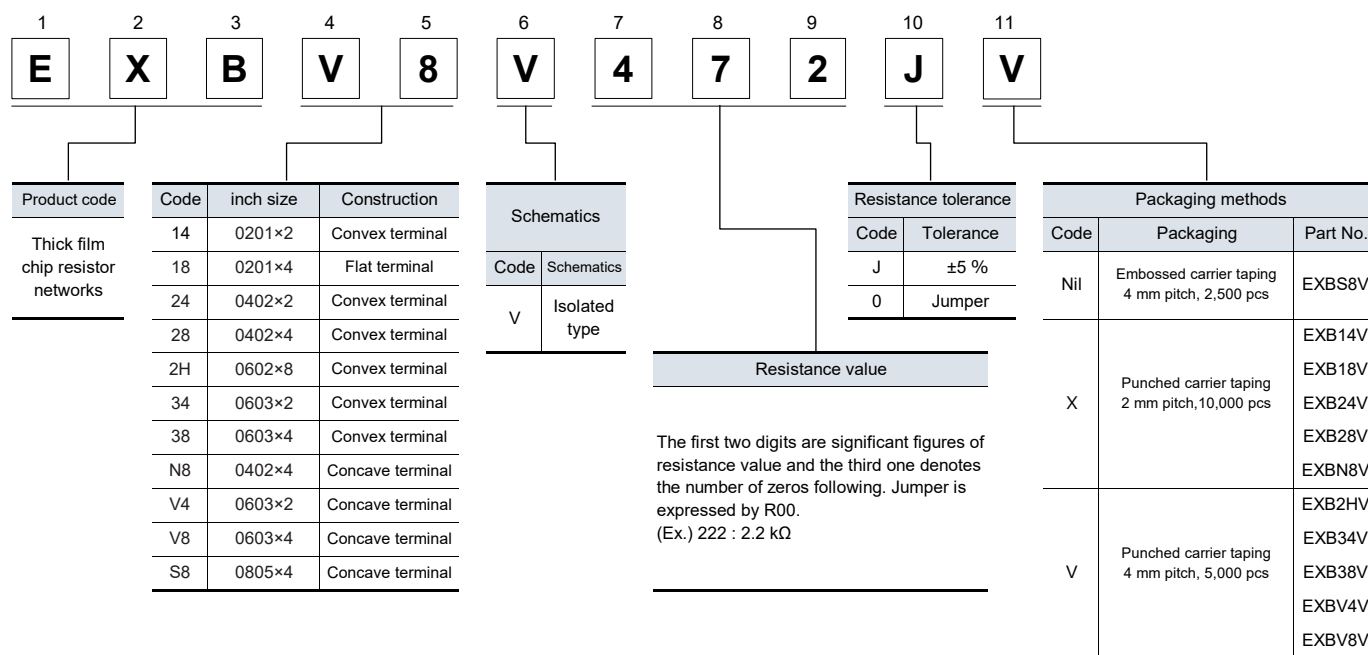 1 2 3 4 5 6 7 8 9 10 11
E X B V 8 V 4 7 2 J V
Product code
Thick film
chip resistor
networks
Code inch size Construction
14 0201×2 Convex terminal
18 0201×4 Flat terminal
24 0402×2 Convex terminal
28 0402×4 Convex terminal
2H 0602×8 Convex terminal
34 0603×2 Convex terminal
38 0603×4 Convex terminal
N8 0402×4 Concave terminal
V4 0603×2 Concave terminal
V8 0603×4 Concave terminal
S8 0805×4 Concave terminal
Schematics
Code Schematics
V Isolated
type
Resistance value
The first two digits are significant figures of
resistance value and the third one denotes
the number of zeros following. Jumper is
expressed by R00.
(Ex.) 222 : 2.2 kΩ
Resistance tolerance
Code Tolerance
J ±5 %
0 Jumper
Packaging methods
Code Packaging Part No.
Nil Embossed carrier taping
4 mm pitch, 2,500 pcs EXBS8V
X Punched carrier taping
2 mm pitch,10,000 pcs
EXB14V
EXB18V
EXB24V
EXB28V
EXBN8V
V Punched carrier taping
4 mm pitch, 5,000 pcs
EXB2HV
EXB34V
EXB38V
EXBV4V
EXBV8V